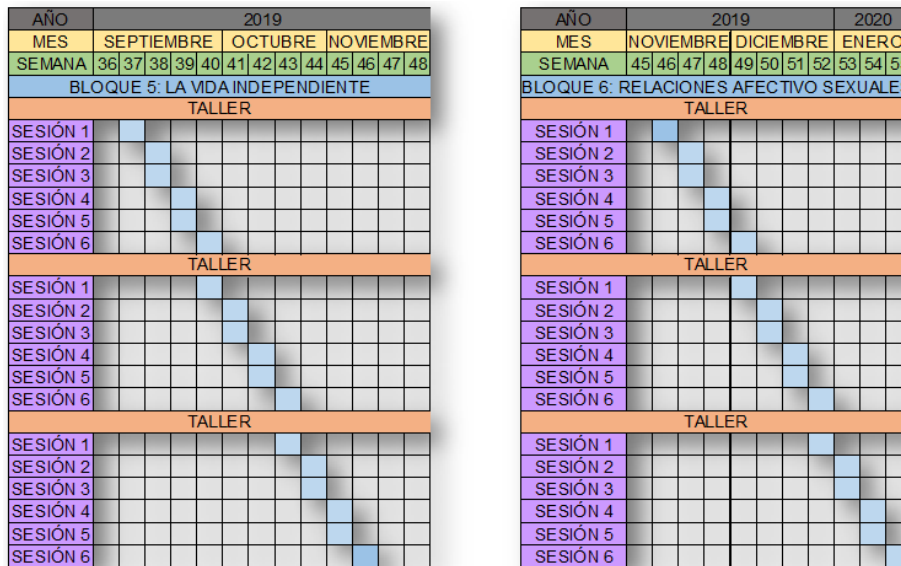 AÑO 2019
MES SEPTIEMBRE OCTUBRE NOVIEMBRE
SEMANA 36 37 38 39 40 41 42 43 44 45 46 47 48
BLOQUE 5: LA VIDA INDEPENDIENTE
TALLER
SESIÓN 1
SESIÓN 2
SESIÓN 3
SESIÓN 4
SESIÓN 5
SESIÓN 6
TALLER
SESIÓN 1
SESIÓN 2
SESIÓN 3
SESIÓN 4
SESIÓN 5
SESIÓN 6
TALLER
SESIÓN 1
SESIÓN 2
SESIÓN 3
SESIÓN 4
SESIÓN 5
SESIÓN 6
AÑO 2019 2020
MES NOVIEMBRE DICIEMBRE ENERO
SEMANA 45 46 47 48 49 50 51 52 53 54
BLOQUE 6: RELACIONES AFECTIVO SEXUALE
TALLER
SESIÓN 1
SESIÓN 2
SESIÓN 3
SESIÓN 4
SESIÓN 5
SESIÓN 6
TALLER
SESIÓN 1
SESIÓN 2
SESIÓN 3
SESIÓN 4
SESIÓN 5
SESIÓN 6
TALLER
SESIÓN 1
SESIÓN 2
SESIÓN 3
SESIÓN 4
SESIÓN 5
SESIÓN 6